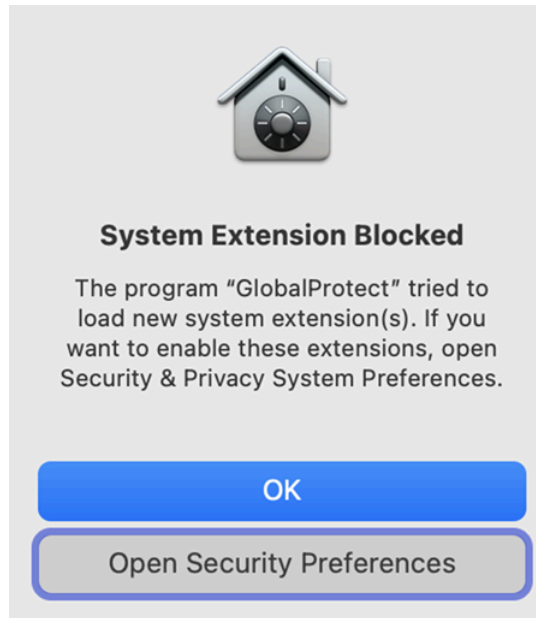 System Extension Blocked
The program “GlobalProtect” tried to
load new system extension(s). If you
want to enable these extensions, open
Security & Privacy System Preferences.
OK
Open Security Preferences